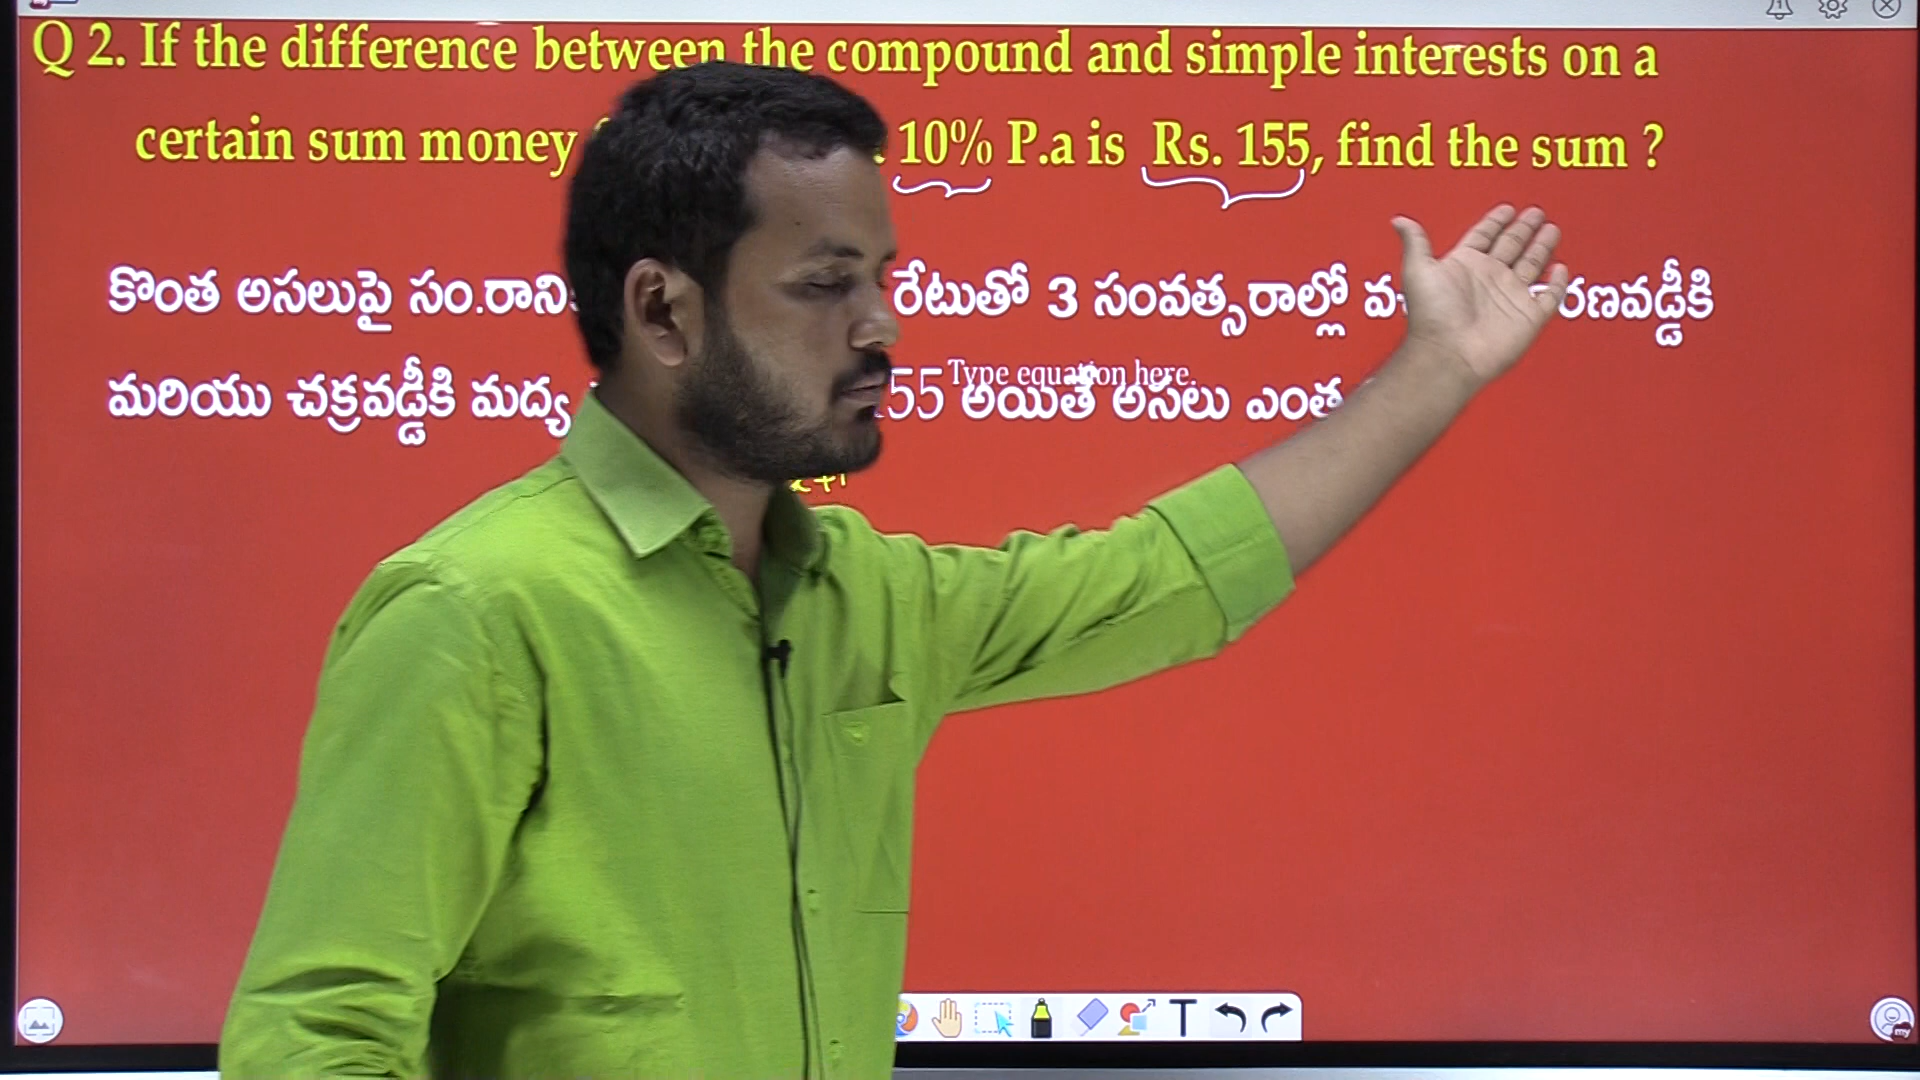 Q 2. If the difference between the compound and simple interests on a
certain sum money 10% P.a is Rs. 155, find the sum ?
కొంత అసలుపై రేటుతో 3 సంవత్సరాల్లో
Type equation here.
మరియు చక్రవడ్డీకి మద్య 55 అయితే అసలు ఎంత